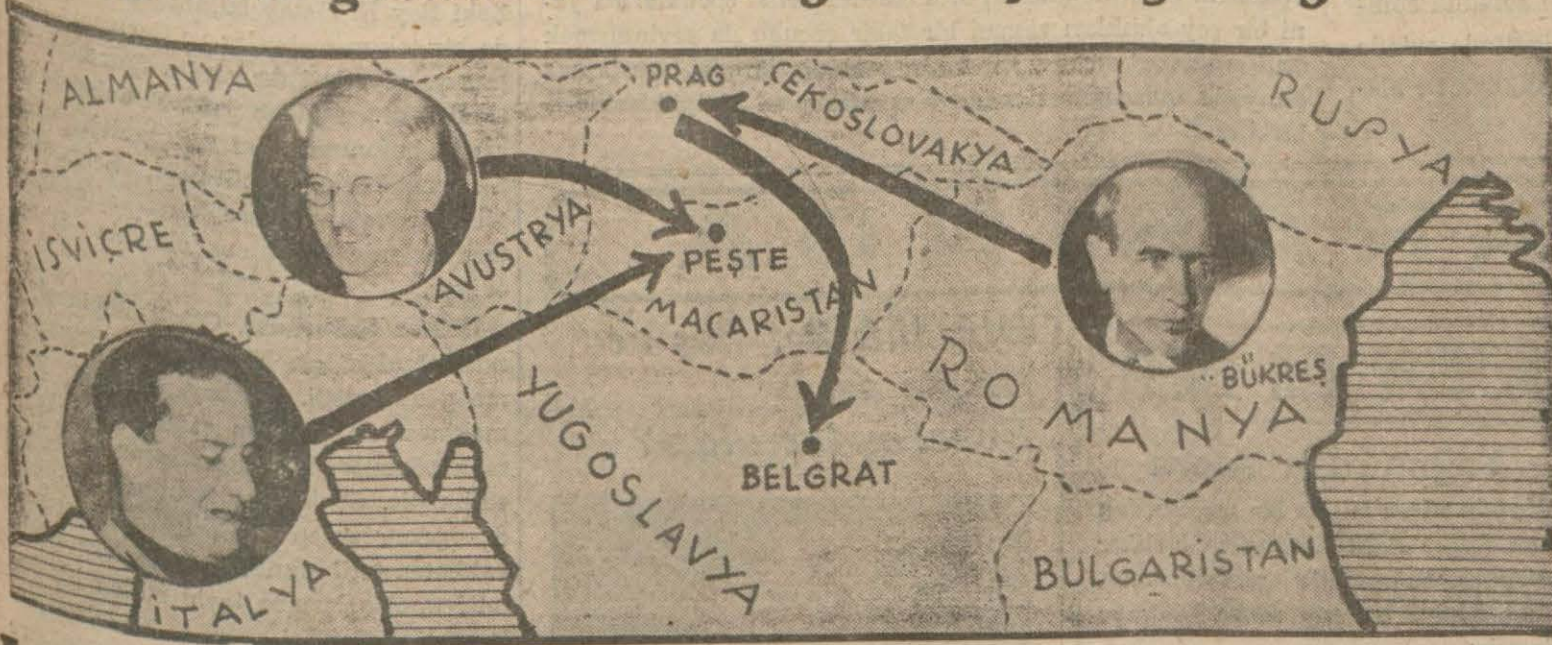 ALMANYA
PRAG
ÇEKOSLOVAKYA
RUSYA
İSVİÇRE
AVUSTRYA
PEŞTE
MACARİSTAN
ROMANYA
BÜKREŞ
YUGOSLAVYA
BELGRAT
BULGARİSTAN
İTALYA